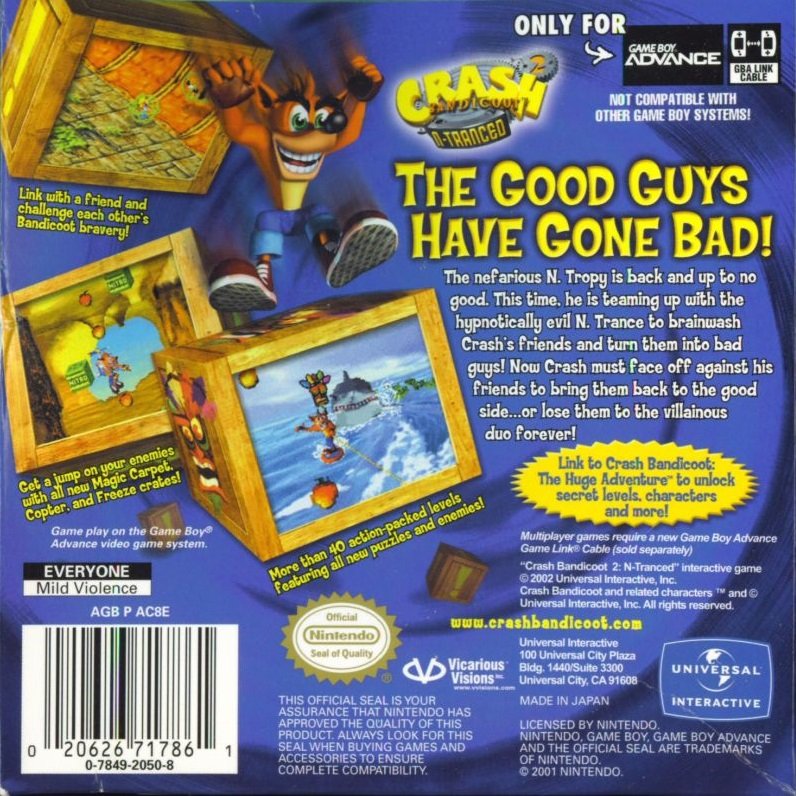 ONLY FOR
GAME BOY
ADVANCE
GBA LINK
CABLE
NOT COMPATIBLE WITH
OTHER GAME BOY SYSTEMS!
CRASH
BANDICOOT 2
N-TRANCED
Link with a friend and
challenge each other's
Bandicoot bravery!
THE GOOD GUYS
HAVE GONE BAD!
The nefarious N. Tropy is back and up to no
good. This time, he is teaming up with the
hypnotically evil N. Trance to brainwash
Crash's friends and turn them into bad
guys! Now Crash must face off against his
friends to bring them back to the good
side...or lose them to the villainous
duo forever!
NITRO
NITRO
Get a jump on your enemies
with all new Magic Carpet,
Copter, and Freeze crates!
Game play on the Game Boy®
Advance video game system.
More than 40 action-packed levels
featuring all new puzzles and enemies!
Link to Crash Bandicoot:
The Huge Adventure™ to unlock
secret levels, characters
and more!
Multiplayer games require a new Game Boy Advance
Game Link® Cable (sold separately)
"Crash Bandicoot 2: N-Tranced" interactive game
© 2002 Universal Interactive, Inc.
Crash Bandicoot and related characters ™ and ©
Universal Interactive, Inc. All rights reserved.
www.crashbandicoot.com
EVERYONE
Mild Violence
AGB P AC8E
0 20626 71786 1
0-7849-2050-8
Official
Nintendo
Seal of Quality
®
THIS OFFICIAL SEAL IS YOUR
ASSURANCE THAT NINTENDO HAS
APPROVED THE QUALITY OF THIS
PRODUCT. ALWAYS LOOK FOR THIS
SEAL WHEN BUYING GAMES AND
ACCESSORIES TO ENSURE
COMPLETE COMPATIBILITY.
Vicarious
Visions INC.
www.vvisions.com
Universal Interactive
100 Universal City Plaza
Bldg. 1440/Suite 3300
Universal City, CA 91608
MADE IN JAPAN
UNIVERSAL
INTERACTIVE
LICENSED BY NINTENDO.
NINTENDO, GAME BOY, GAME BOY ADVANCE
AND THE OFFICIAL SEAL ARE TRADEMARKS
OF NINTENDO.
© 2001 NINTENDO.